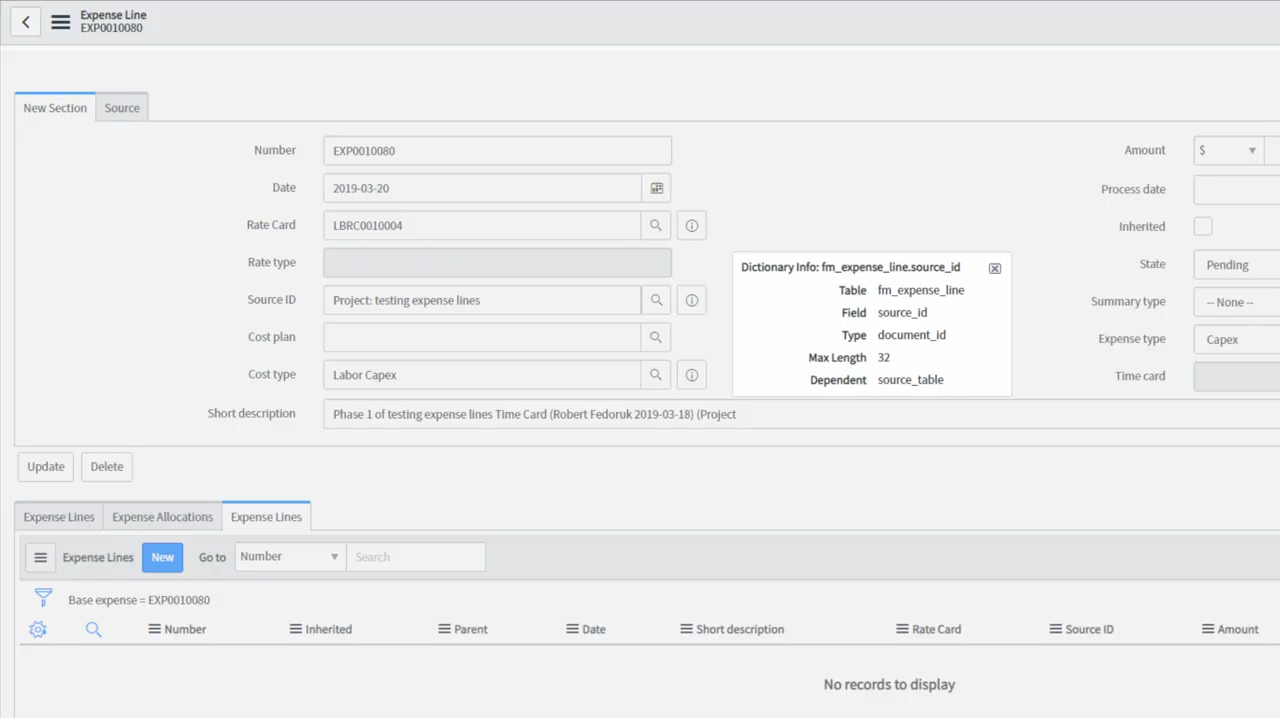 Expense Line
EXP0010080
New Section
Source
Number
EXP0010080
Date
2019-03-20
Rate Card
LBRC0010004
Rate type
Source ID
Project: testing expense lines
Cost plan
Cost type
Labor Capex
Short description
Phase 1 of testing expense lines Time Card (Robert Fedoruk 2019-03-18) (Project
Amount
$
Process date
Inherited
State
Pending
Summary type
-- None --
Expense type
Capex
Time card
Dictionary Info: fm_expense_line.source_id
Table fm_expense_line
Field source_id
Type document_id
Max Length 32
Dependent source_table
Update
Delete
Expense Lines
Expense Allocations
Expense Lines
Expense Lines New Go to Number Search
Base expense = EXP0010080
Number Inherited Parent Date Short description Rate Card Source ID Amount
No records to display